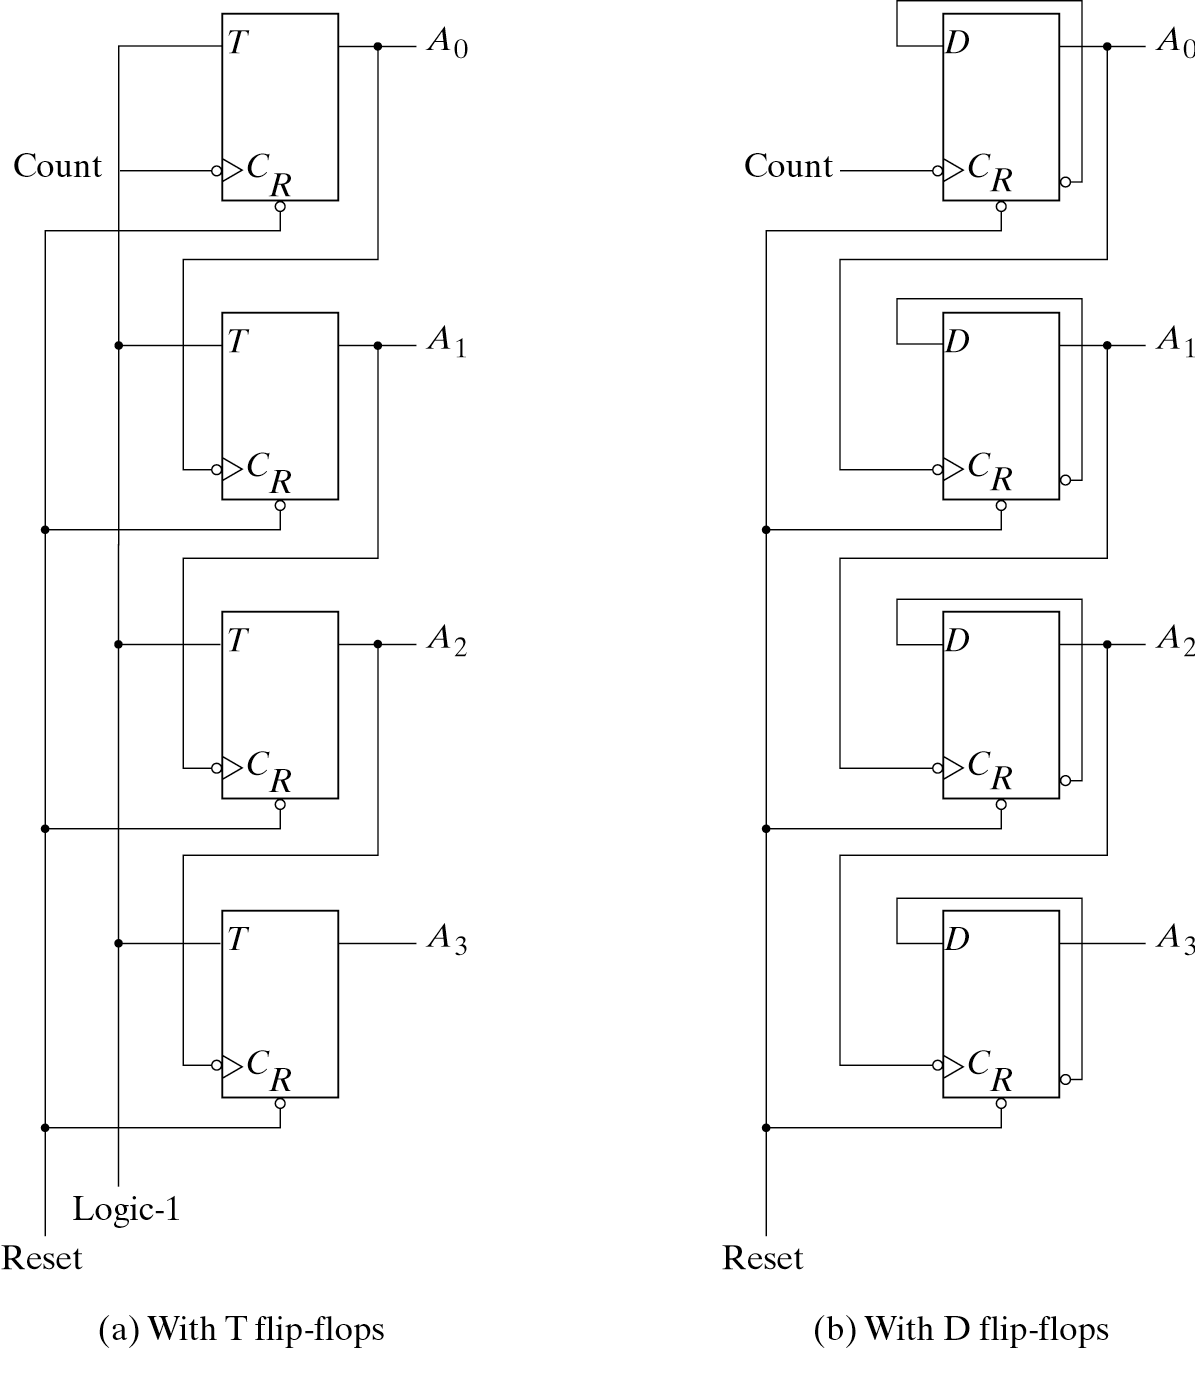 T
A0
Count
C
R
T
A1
C
R
T
A2
C
R
T
A3
C
R
Logic-1
Reset
(a) With T flip-flops
D
A0
Count
C
R
D
A1
C
R
D
A2
C
R
D
A3
C
R
Reset
(b) With D flip-flops